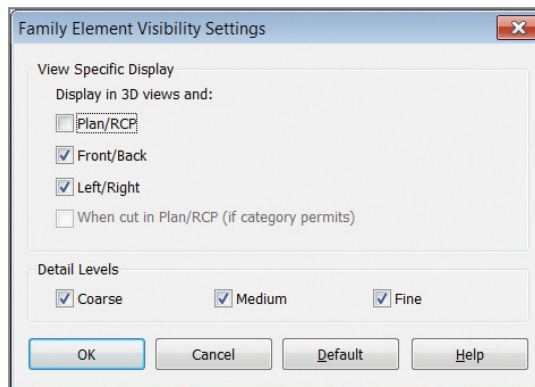 Family Element Visibility Settings
View Specific Display
Display in 3D views and:
Plan/RCP
Front/Back
Left/Right
When cut in Plan/RCP (if category permits)
Detail Levels
Coarse Medium Fine
OK Cancel Default Help